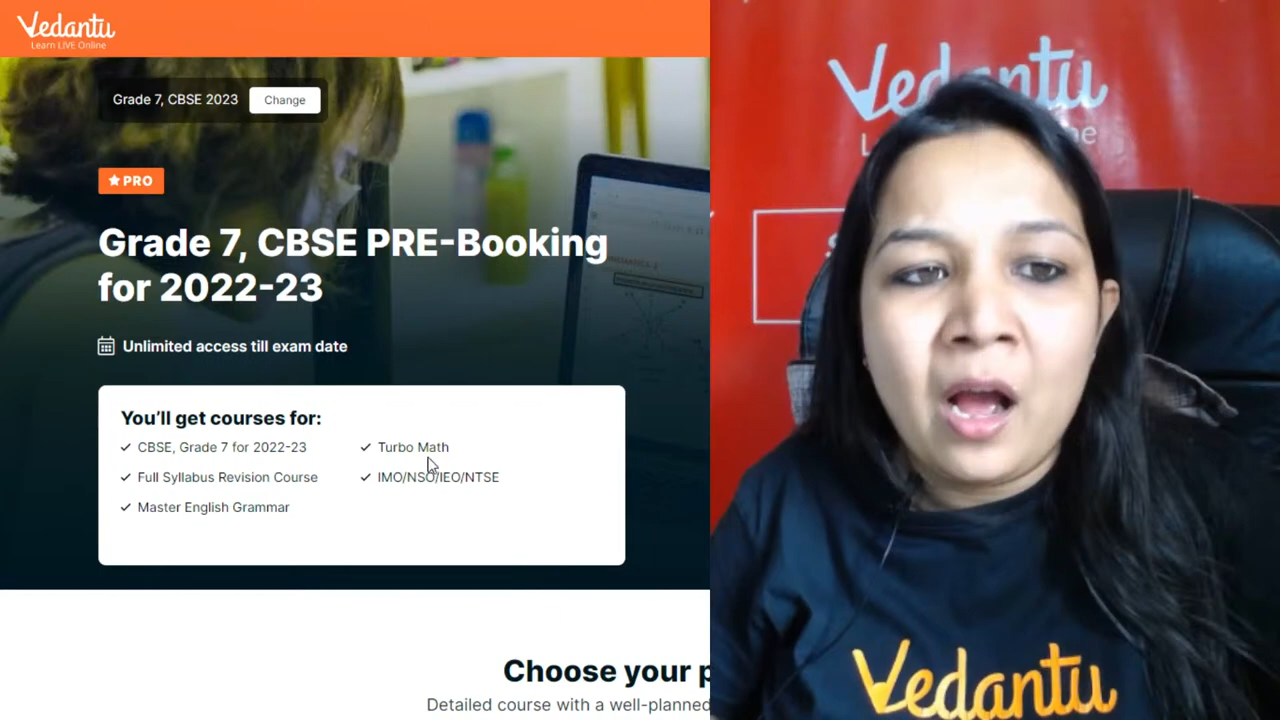 Vedantu
Learn LiVE Online
Grade 7, CBSE 2023 Change
PRO
Grade 7, CBSE PRE-Booking
for 2022-23
Unlimited access till exam date
You'll get courses for:
CBSE, Grade 7 for 2022-23
Turbo Math
Full Syllabus Revision Course
IMO/NSO/IEO/NTSE
Master English Grammar
Choose your p
Detailed course with a well-planned
Vedantu
Vedantu